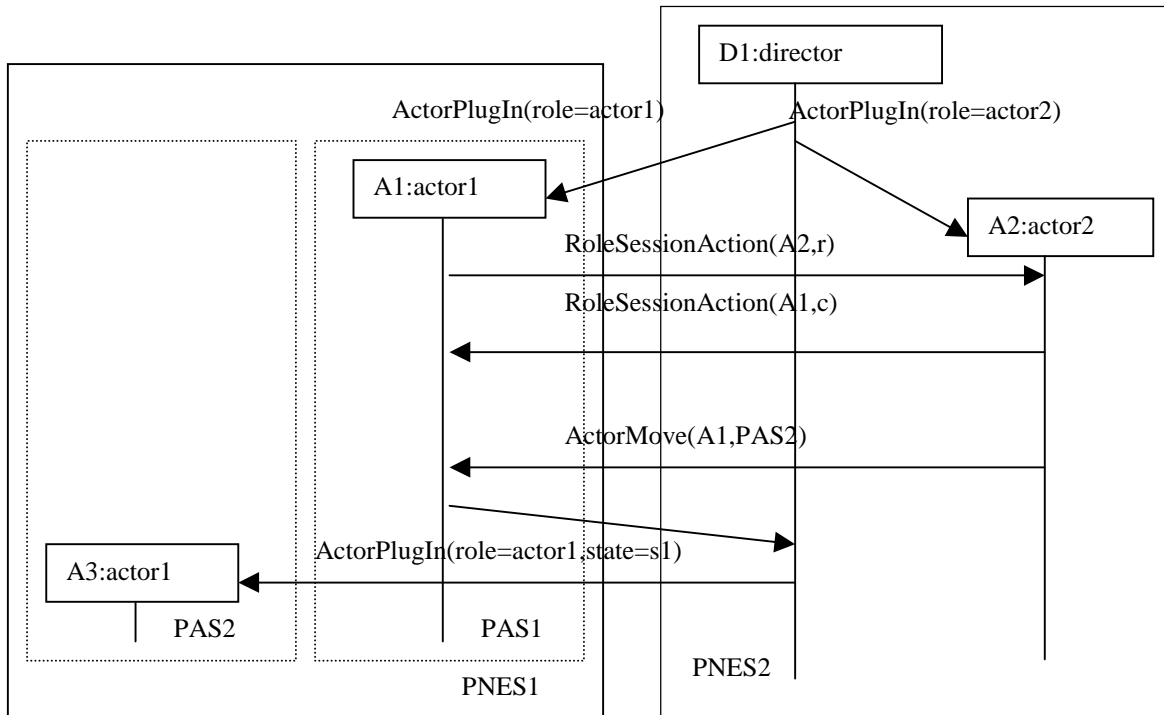 D1:director
ActorPlugIn(role=actor1)
ActorPlugIn(role=actor2)
A1:actor1
A2:actor2
RoleSessionAction(A2,r)
RoleSessionAction(A1,c)
ActorMove(A1,PAS2)
ActorPlugIn(role=actor1,state=s1)
A3:actor1
PAS2
PAS1
PNES2
PNES1